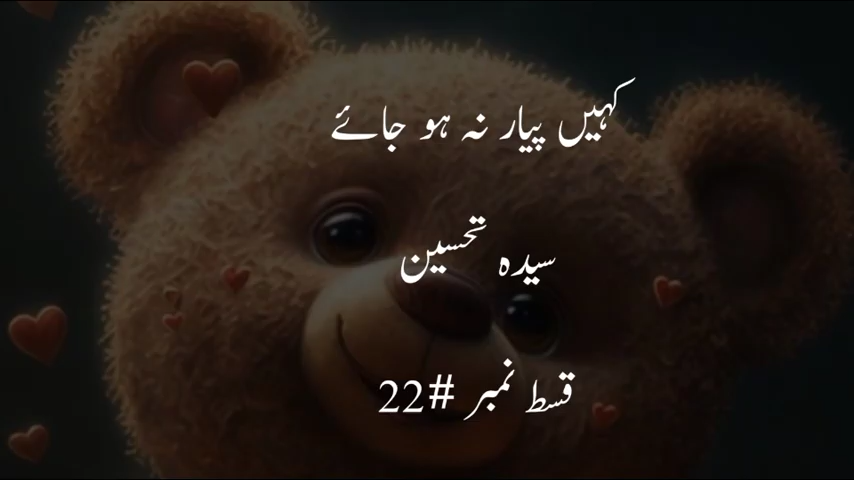 کہیں پیار نہ ہو جائے
سیدہ تحسین
قسط نمبر #22